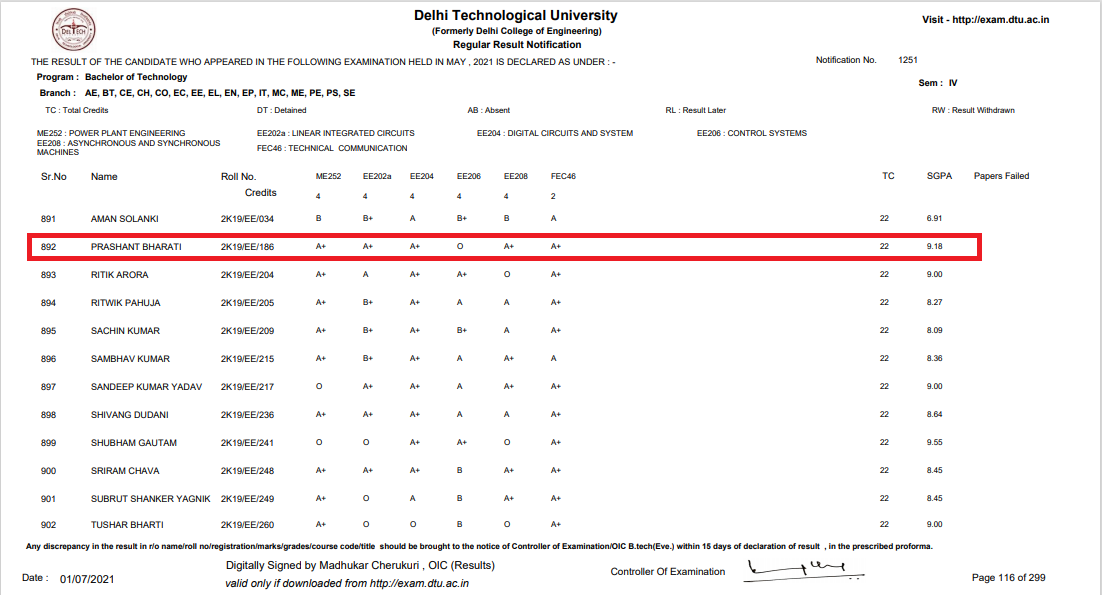 Delhi Technological University
(Formerly Delhi College of Engineering)
Regular Result Notification
Visit - http://exam.dtu.ac.in
THE RESULT OF THE CANDIDATE WHO APPEARED IN THE FOLLOWING EXAMINATION HELD IN MAY , 2021 IS DECLARED AS UNDER : -
Notification No. 1251
Program : Bachelor of Technology
Sem : IV
Branch : AE, BT, CE, CH, CO, EC, EE, EL, EN, EP, IT, MC, ME, PE, PS, SE
TC : Total Credits DT : Detained AB : Absent RL : Result Later RW : Result Withdrawn
ME252 : POWER PLANT ENGINEERING EE202a : LINEAR INTEGRATED CIRCUITS EE204 : DIGITAL CIRCUITS AND SYSTEM EE206 : CONTROL SYSTEMS
EE208 : ASYNCHRONOUS AND SYNCHRONOUS
MACHINES
FEC46 : TECHNICAL COMMUNICATION
Sr.No Name Roll No. ME252 EE202a EE204 EE206 EE208 FEC46 TC SGPA Papers Failed
Credits 4 4 4 4 4 2
891 AMAN SOLANKI 2K19/EE/034 B B+ A B+ B A 22 6.91
892 PRASHANT BHARATI 2K19/EE/186 A+ A+ A+ O A+ A+ 22 9.18
893 RITIK ARORA 2K19/EE/204 A+ A A+ A+ O A+ 22 9.00
894 RITWIK PAHUJA 2K19/EE/205 A+ B+ A+ A A A+ 22 8.27
895 SACHIN KUMAR 2K19/EE/209 A+ B+ A+ B+ A A+ 22 8.09
896 SAMBHAV KUMAR 2K19/EE/215 A+ B+ A+ A A+ A 22 8.36
897 SANDEEP KUMAR YADAV 2K19/EE/217 O A+ A+ A A+ A+ 22 9.00
898 SHIVANG DUDANI 2K19/EE/236 A+ A+ A+ A A A+ 22 8.64
899 SHUBHAM GAUTAM 2K19/EE/241 O O A+ A+ O A+ 22 9.55
900 SRIRAM CHAVA 2K19/EE/248 A+ A+ A+ B A+ A+ 22 8.45
901 SUBRUT SHANKER YAGNIK 2K19/EE/249 A+ O A B A+ A+ 22 8.45
902 TUSHAR BHARTI 2K19/EE/260 A+ O O B O A+ 22 9.00
Any discrepancy in the result in r/o name/roll no/registration/marks/grades/course code/title should be brought to the notice of Controller of Examination/OIC B.tech(Eve.) within 15 days of declaration of result , in the prescribed proforma.
Date : 01/07/2021
Digitally Signed by Madhukar Cherukuri , OIC (Results)
valid only if downloaded from http://exam.dtu.ac.in
Controller Of Examination
Page 116 of 299